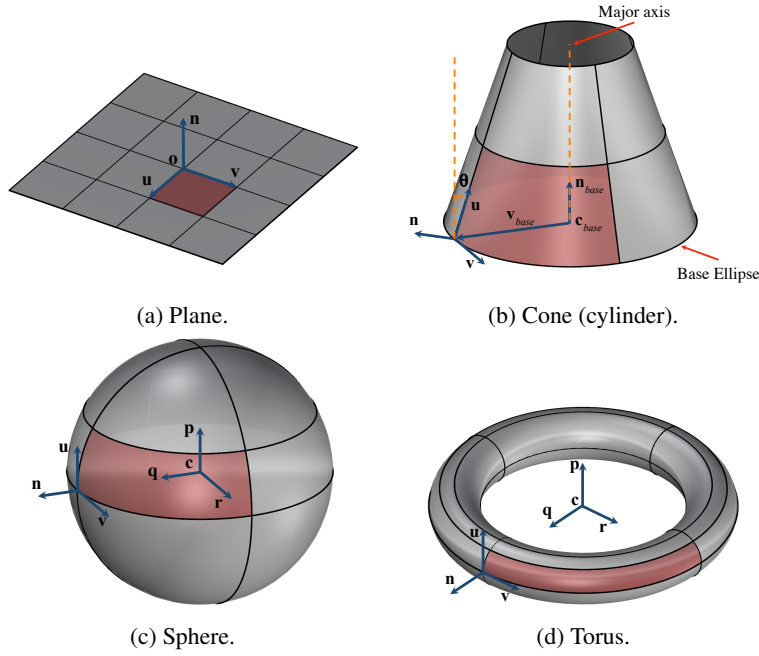 n
o
u
v
(a) Plane.
Major axis
θ
u
n_base
v_base
c_base
n
v
Base Ellipse
(b) Cone (cylinder).
p
u
c
q
n
r
v
(c) Sphere.
p
c
q
r
u
n
v
(d) Torus.